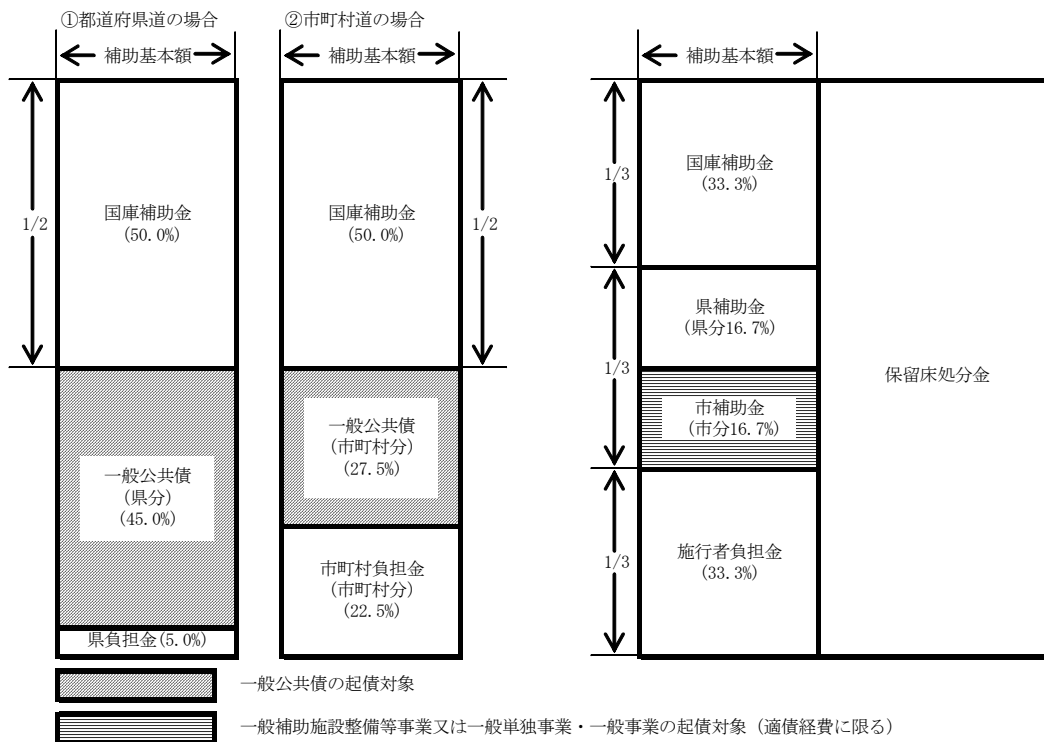 ①都道府県道の場合
補助基本額
1/2
国庫補助金
(50.0%)
一般公共債
(県分)
(45.0%)
県負担金(5.0%)
②市町村道の場合
補助基本額
国庫補助金
(50.0%)
1/2
一般公共債
(市町村分)
(27.5%)
市町村負担金
(市町村分)
(22.5%)
補助基本額
1/3
国庫補助金
(33.3%)
1/3
県補助金
(県分16.7%)
市補助金
(市分16.7%)
1/3
施行者負担金
(33.3%)
保留床処分金
一般公共債の起債対象
一般補助施設整備等事業又は一般単独事業・一般事業の起債対象（適債経費に限る）